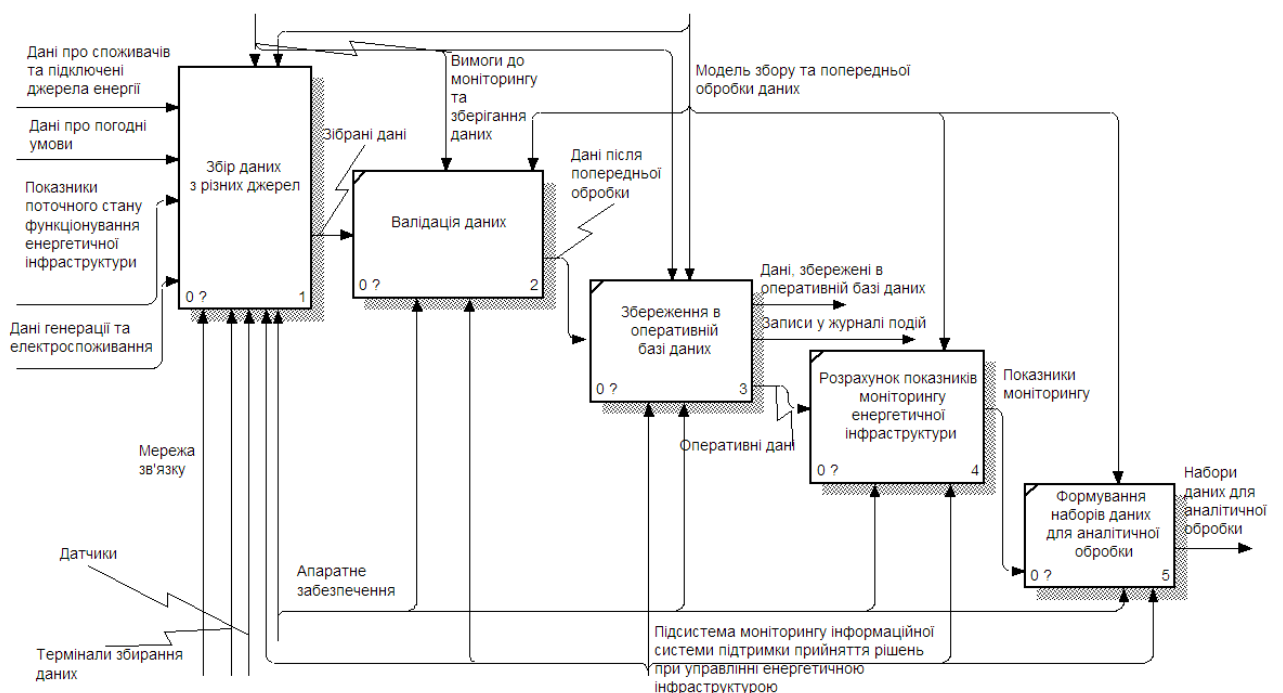 Дані про споживачів
та підключені
джерела енергії
Дані про погодні
умови
Показники
поточного стану
функціонування
енергетичної
інфраструктури
Дані генерації та
електроспоживання
Збір даних
з різних джерел
0 ?
1
Зібрані дані
Вимоги до
моніторингу
та
зберігання
даних
Модель збору та попередньої
обробки даних
Валідація даних
0 ?
2
Дані після
попередньої
обробки
Збереження в
оперативній
базі даних
0 ?
3
Дані, збережені в
оперативній базі даних
Записи у журналі подій
Оперативні дані
Розрахунок показників
моніторингу
енергетичної
інфраструктури
0 ?
4
Показники
моніторингу
Формування
наборів даних
для аналітичної
обробки
0 ?
5
Набори
даних для
аналітичної
обробки
Мережа
зв'язку
Датчики
Термінали збирання
даних
Апаратне
забезпечення
Підсистема моніторингу інформаційної
системи підтримки прийняття рішень
при управлінні енергетичною
інфраструктурою